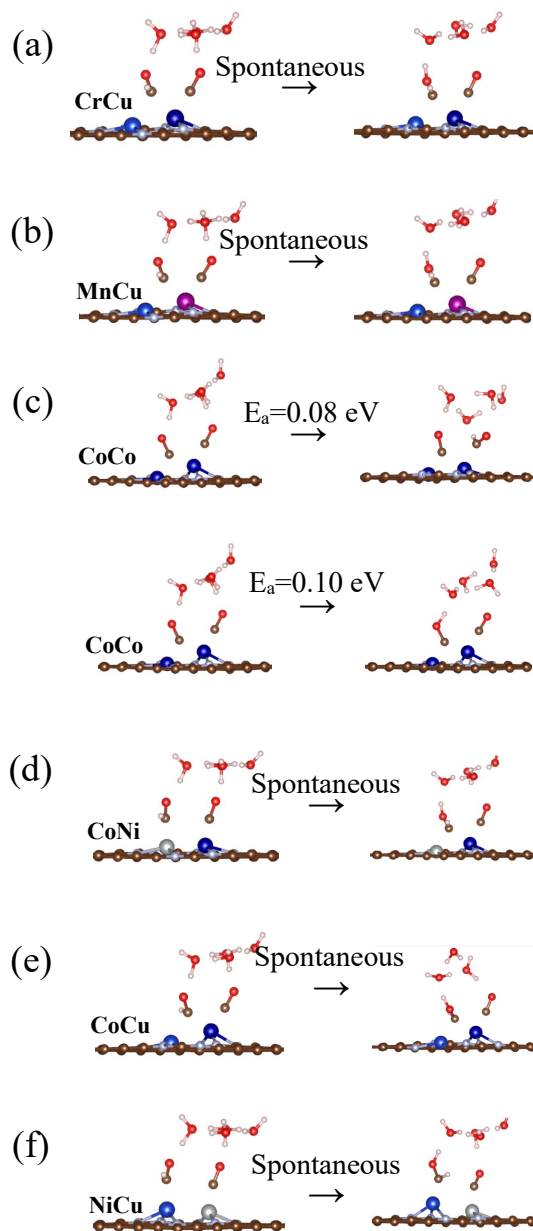 (a)
Spontaneous
→
CrCu
(b)
Spontaneous
→
MnCu
(c)
Eₐ=0.08 eV
→
CoCo
Eₐ=0.10 eV
→
CoCo
(d)
Spontaneous
→
CoNi
(e)
Spontaneous
→
CoCu
(f)
Spontaneous
→
NiCu